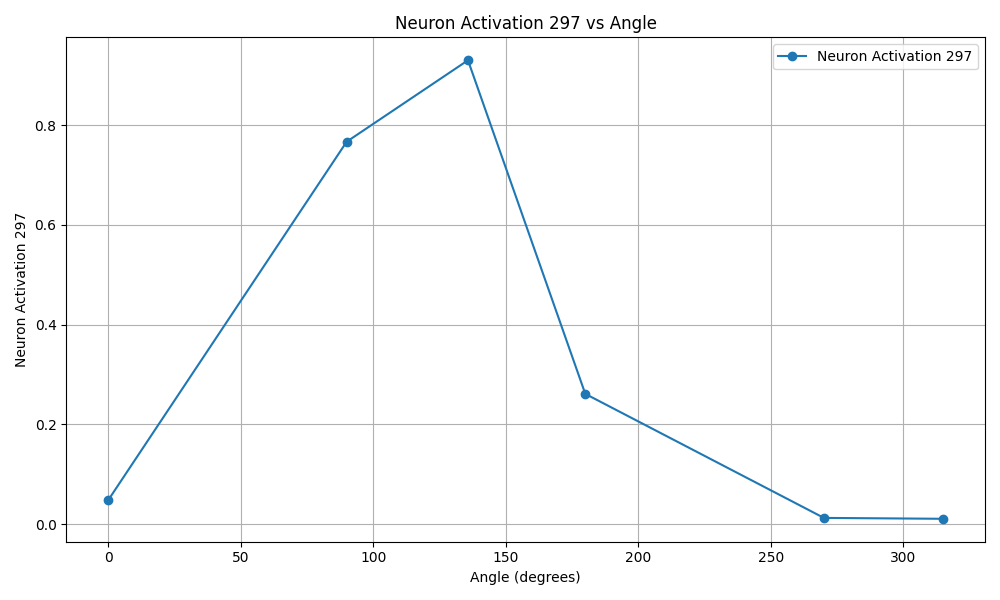 Neuron Activation 297 vs Angle
Neuron Activation 297
Neuron Activation 297
0.8
0.6
0.4
0.2
0.0
0 50 100 150 200 250 300
Angle (degrees)